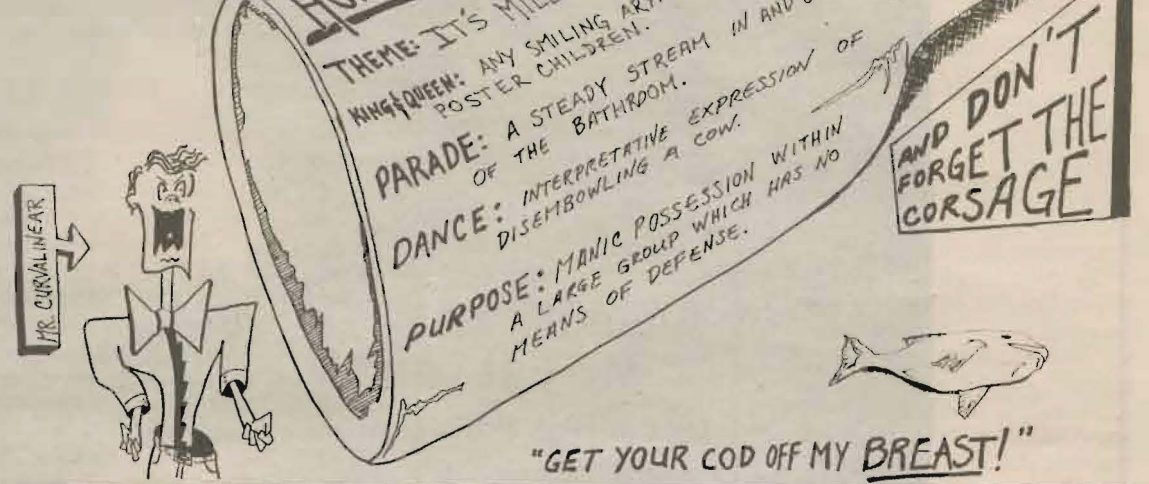 THEME: IT'S
KING & QUEEN: ANY SMILING
POSTER CHILDREN.
PARADE: A STEADY STREAM IN AND
OF THE BATHROOM.
DANCE: INTERPRETATIVE EXPRESSION OF
DISEMBOWLING A COW.
PURPOSE: MANIC POSSESSION WITHIN
A LARGE GROUP WHICH HAS NO
MEANS OF DEFENSE.
AND DON'T
FORGET THE
CORSAGE
MR. CURVALINEAR
"GET YOUR COD OFF MY BREAST!"